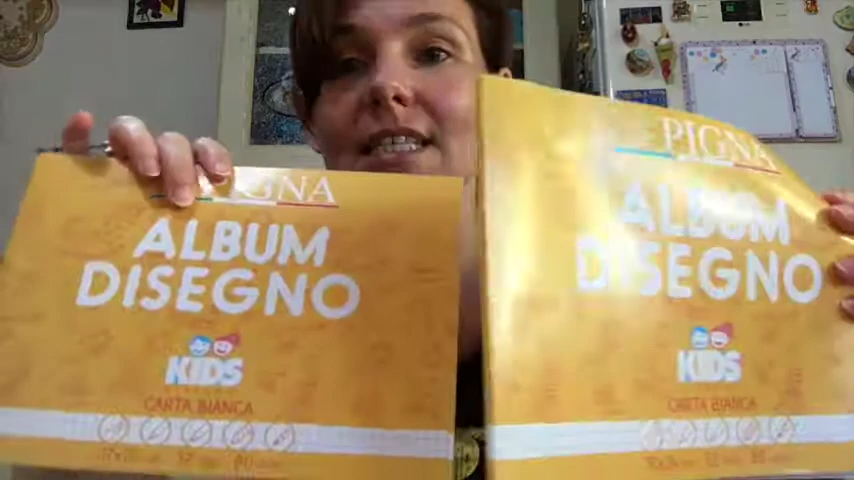 PIGNA
ALBUM
DISEGNO
KIDS
CARTA BIANCA
PIGNA
ALBUM
DISEGNO
KIDS
CARTA BIANCA